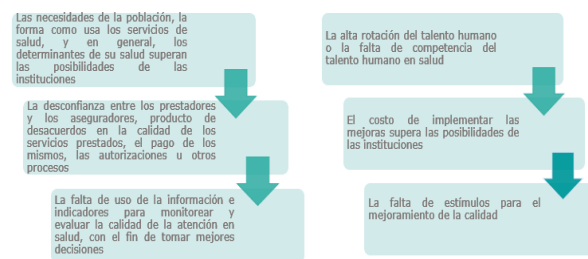 Las necesidades de la población, la
forma como usa los servicios de
salud, y en general, los
determinantes de su salud superan
las posibilidades de las
instituciones
La desconfianza entre los prestadores
y los aseguradores, producto de
desacuerdos en la calidad de los
servicios prestados, el pago de los
mismos, las autorizaciones u otros
procesos
La falta de uso de la información e
indicadores para monitorear y
evaluar la calidad de la atención en
salud, con el fin de tomar mejores
decisiones
La alta rotación del talento humano
o la falta de competencia del
talento humano en salud
El costo de implementar las
mejoras supera las posibilidades de
las instituciones
La falta de estímulos para el
mejoramiento de la calidad